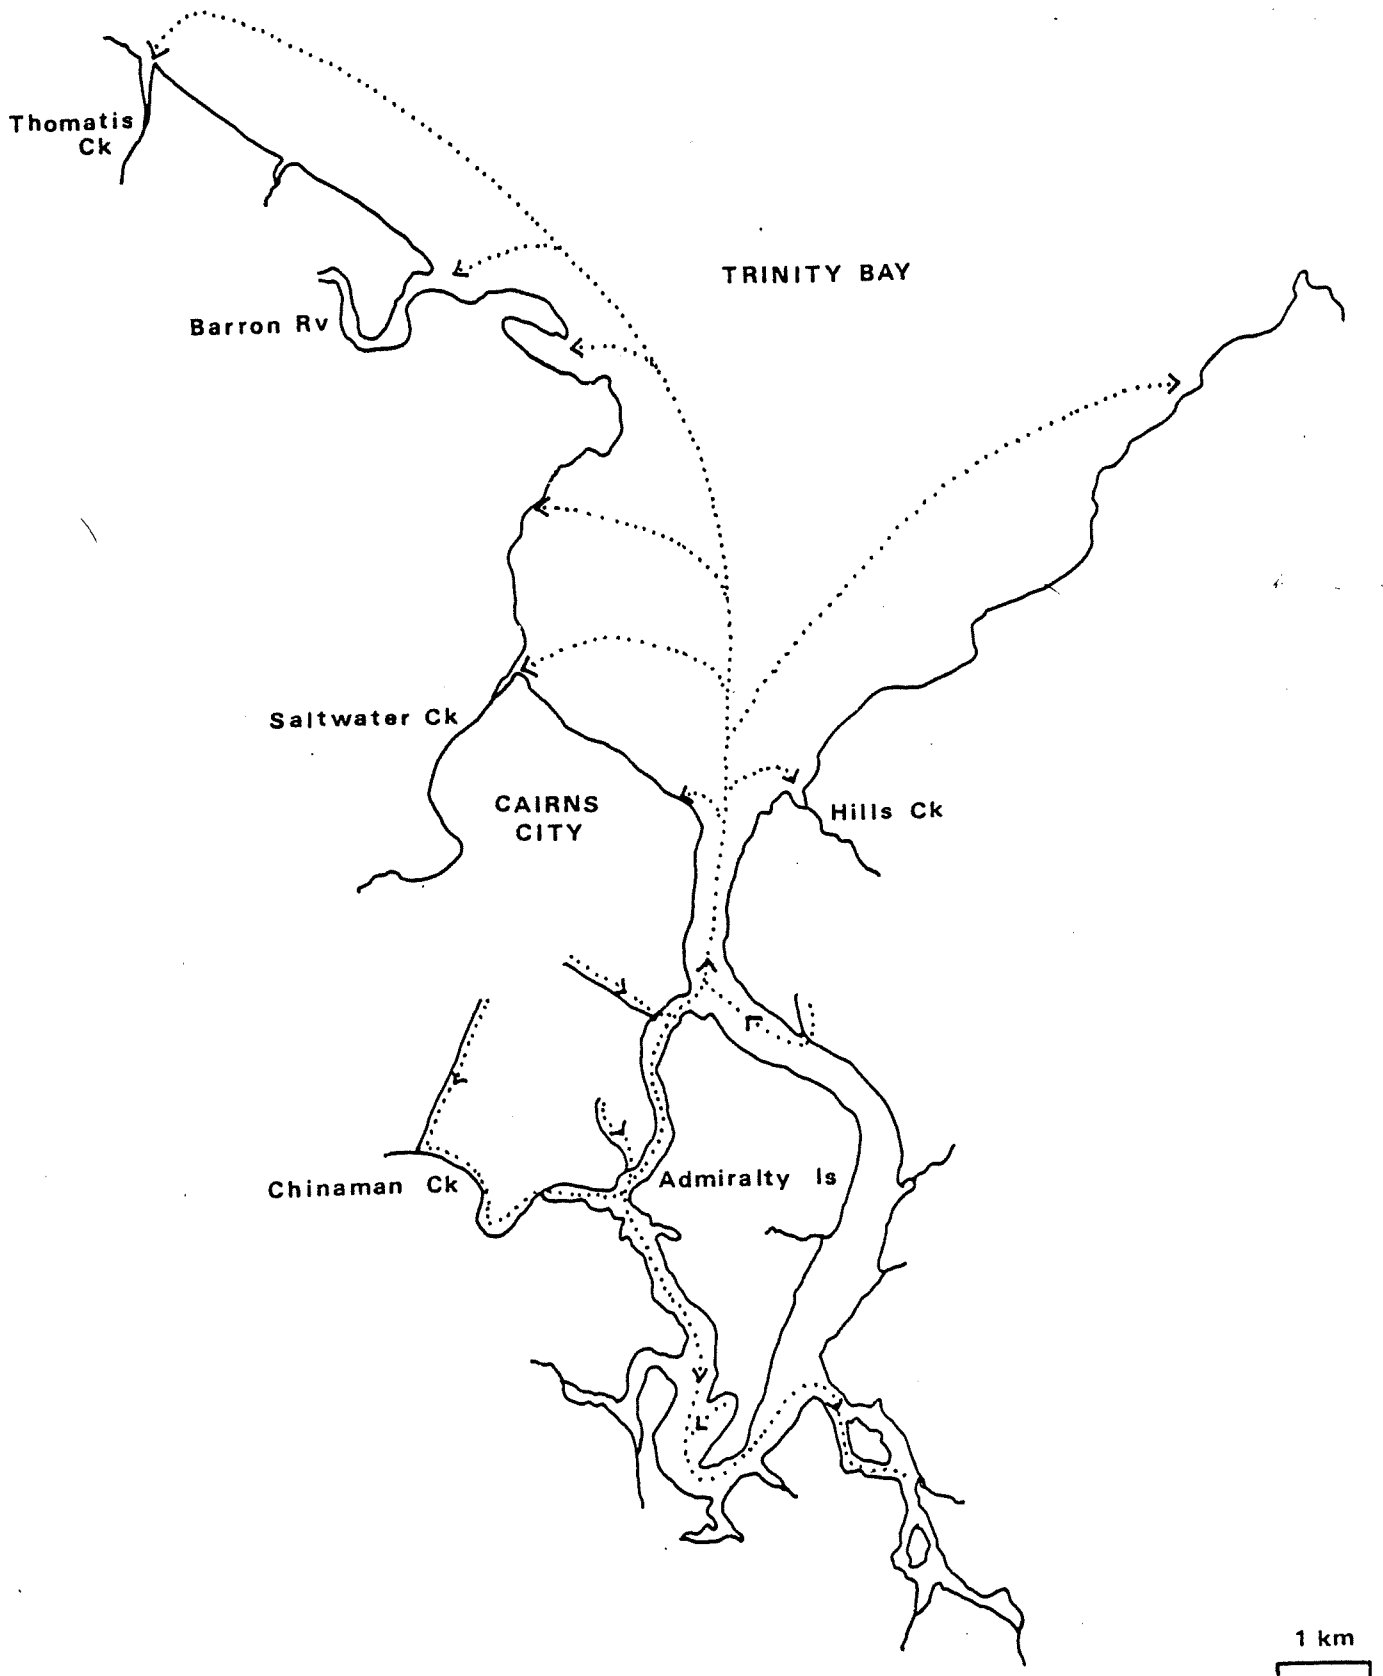 Thomatis
Ck
TRINITY BAY
Barron Rv
Saltwater Ck
CAIRNS
CITY
Hills Ck
Chinaman Ck
Admiralty Is
1 km